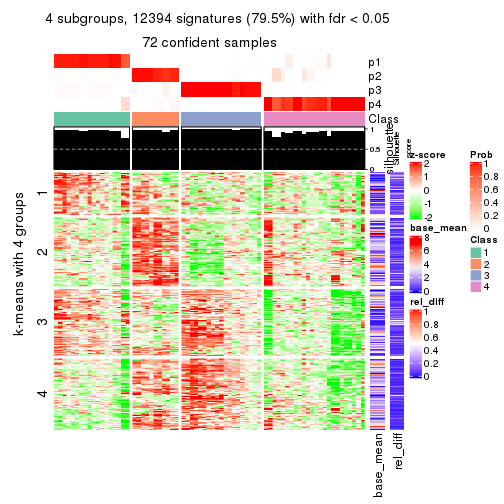 4 subgroups, 12394 signatures (79.5%) with fdr < 0.05
72 confident samples
p1
p2
p3
p4
Class
1
0.5
0
silhouette
Silhouette
score
k-means with 4 groups
1
2
3
4
base_mean
rel_diff
z-score
2
1
0
-1
-2
base_mean
8
6
4
2
0
rel_diff
1
0.8
0.6
0.4
0.2
0
Prob
1
0.8
0.6
0.4
0.2
0
Class
1
2
3
4